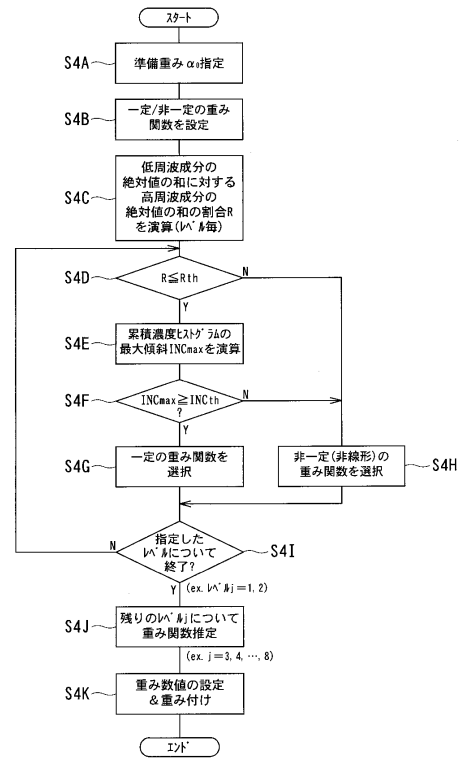 スタート
S4A
準備重みα₀指定
S4B
一定/非一定の重み
関数を設定
S4C
低周波成分の
絶対値の和に対する
高周波成分の
絶対値の和の割合R
を演算(レベル毎)
S4D
R≦Rth
N
Y
S4E
累積濃度ヒストグラムの
最大傾斜INCmaxを演算
S4F
INCmax≧INCth
?
N
Y
S4G
一定の重み関数を
選択
非一定(非線形)の
重み関数を選択
S4H
N
指定した
レベルについて
終了?
S4I
Y
(ex. レベルj=1, 2)
S4J
残りのレベルjについて
重み関数推定
(ex. j=3, 4, …, 8)
S4K
重み数値の設定
&重み付け
エンド